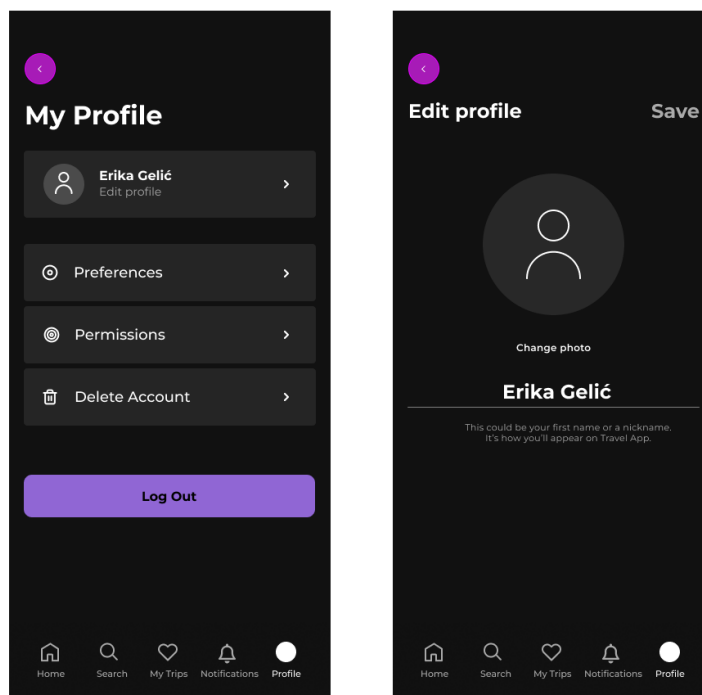 My Profile
Erika Gelić
Edit profile
Preferences
Permissions
Delete Account
Log Out
Home Search My Trips Notifications Profile
Edit profile Save
Change photo
Erika Gelić
This could be your first name or a nickname.
It's how you'll appear on Travel App.
Home Search My Trips Notifications Profile